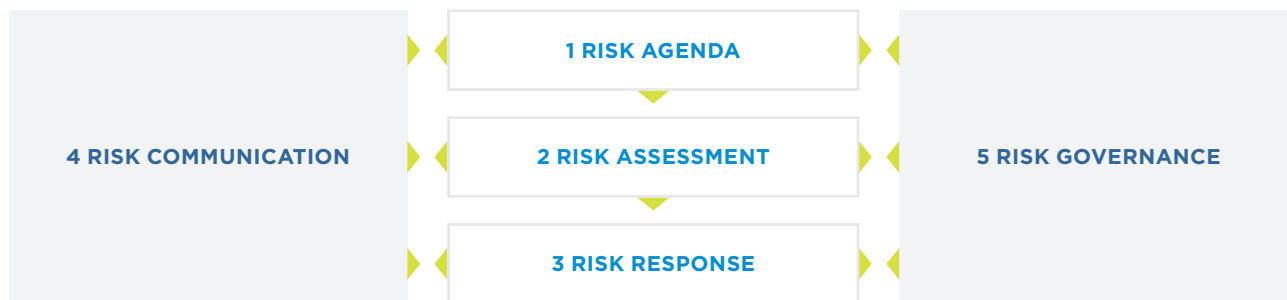 1 RISK AGENDA
4 RISK COMMUNICATION
2 RISK ASSESSMENT
5 RISK GOVERNANCE
3 RISK RESPONSE